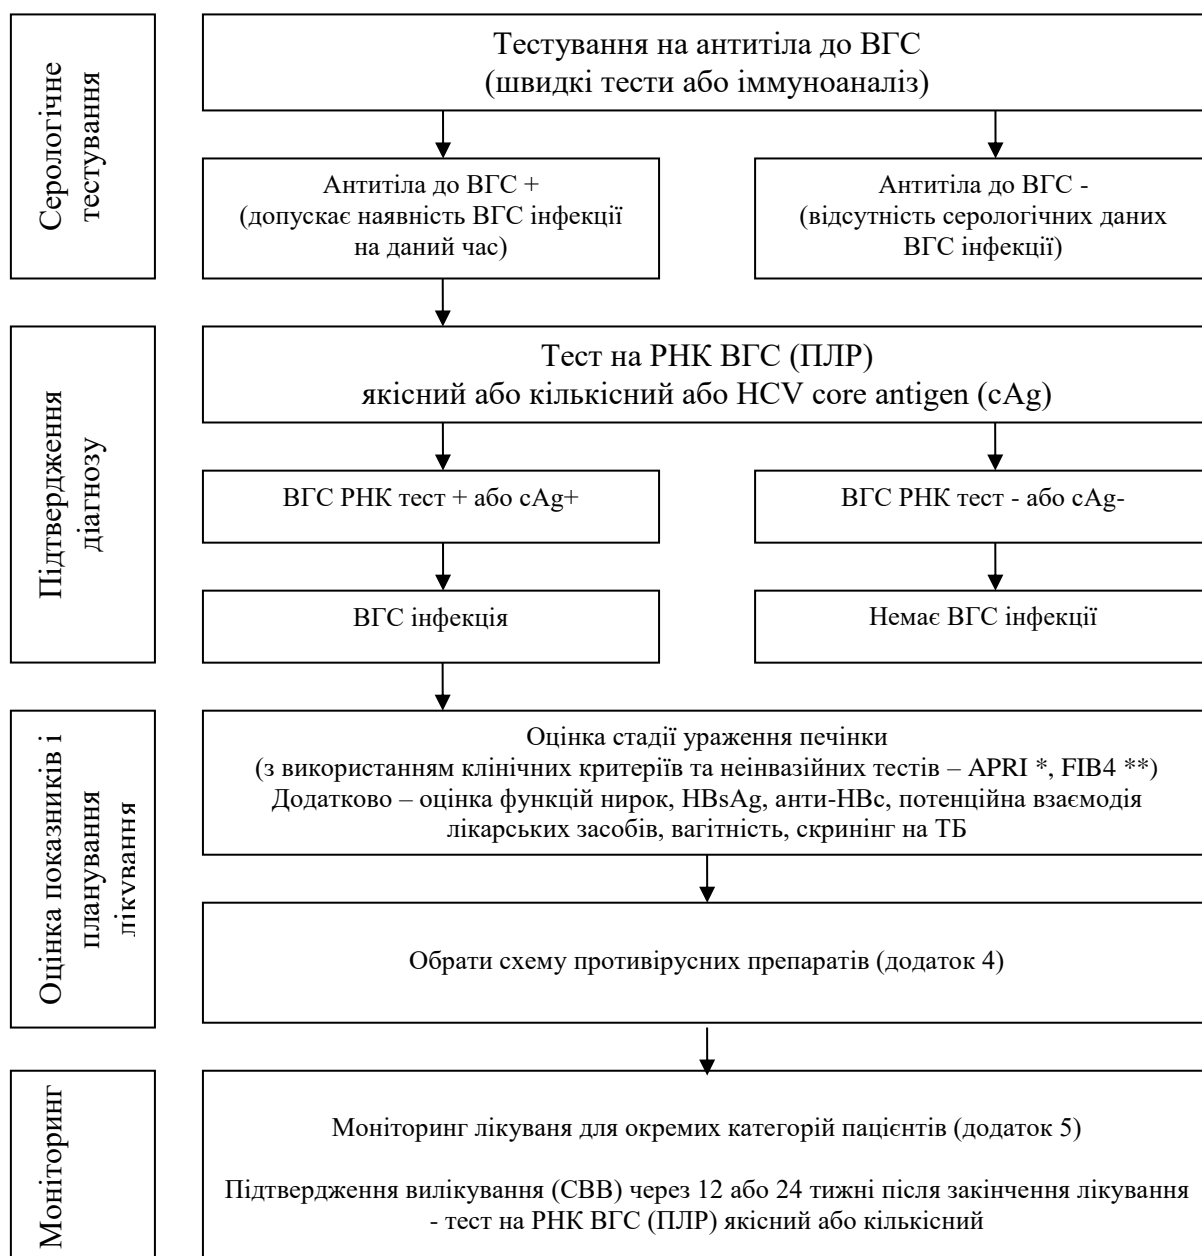 Серологічне
тестування
Тестування на антитіла до ВГС
(швидкі тести або іммуноаналіз)
Антитіла до ВГС +
(допускає наявність ВГС інфекції
на даний час)
Антитіла до ВГС -
(відсутність серологічних даних
ВГС інфекції)
Підтвердження
діагнозу
Тест на РНК ВГС (ПЛР)
якісний або кількісний або HCV core antigen (cAg)
ВГС РНК тест + або cAg+
ВГС РНК тест - або cAg-
ВГС інфекція
Немає ВГС інфекції
Оцінка показників і
планування
лікування
Оцінка стадії ураження печінки
(з використанням клінічних критеріїв та неінвазійних тестів – APRI *, FIB4 **)
Додатково – оцінка функцій нирок, HBsAg, анти-HBc, потенційна взаємодія
лікарських засобів, вагітність, скринінг на ТБ
Обрати схему противірусних препаратів (додаток 4)
Моніторинг
Моніторинг лікуваня для окремих категорій пацієнтів (додаток 5)
Підтвердження вилікування (СВВ) через 12 або 24 тижні після закінчення лікування
- тест на РНК ВГС (ПЛР) якісний або кількісний